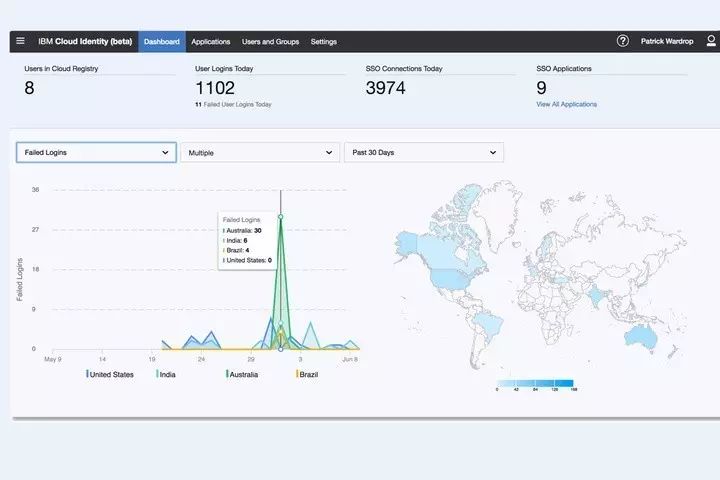 IBM Cloud Identity (beta) Dashboard Applications Users and Groups Settings ? Patrick Wardrop
Users in Cloud Registry
8
User Logins Today
1102
11 Failed User Logins Today
SSO Connections Today
3974
SSO Applications
9
View All Applications
Failed Logins
Multiple
Past 30 Days
Failed Logins
36
27
18
9
0
Failed Logins
Australia: 30
India: 6
Brazil: 4
United States: 0
May 9 14 19 24 29 3 Jun 8
United States India Australia Brazil
0 42 84 126 168